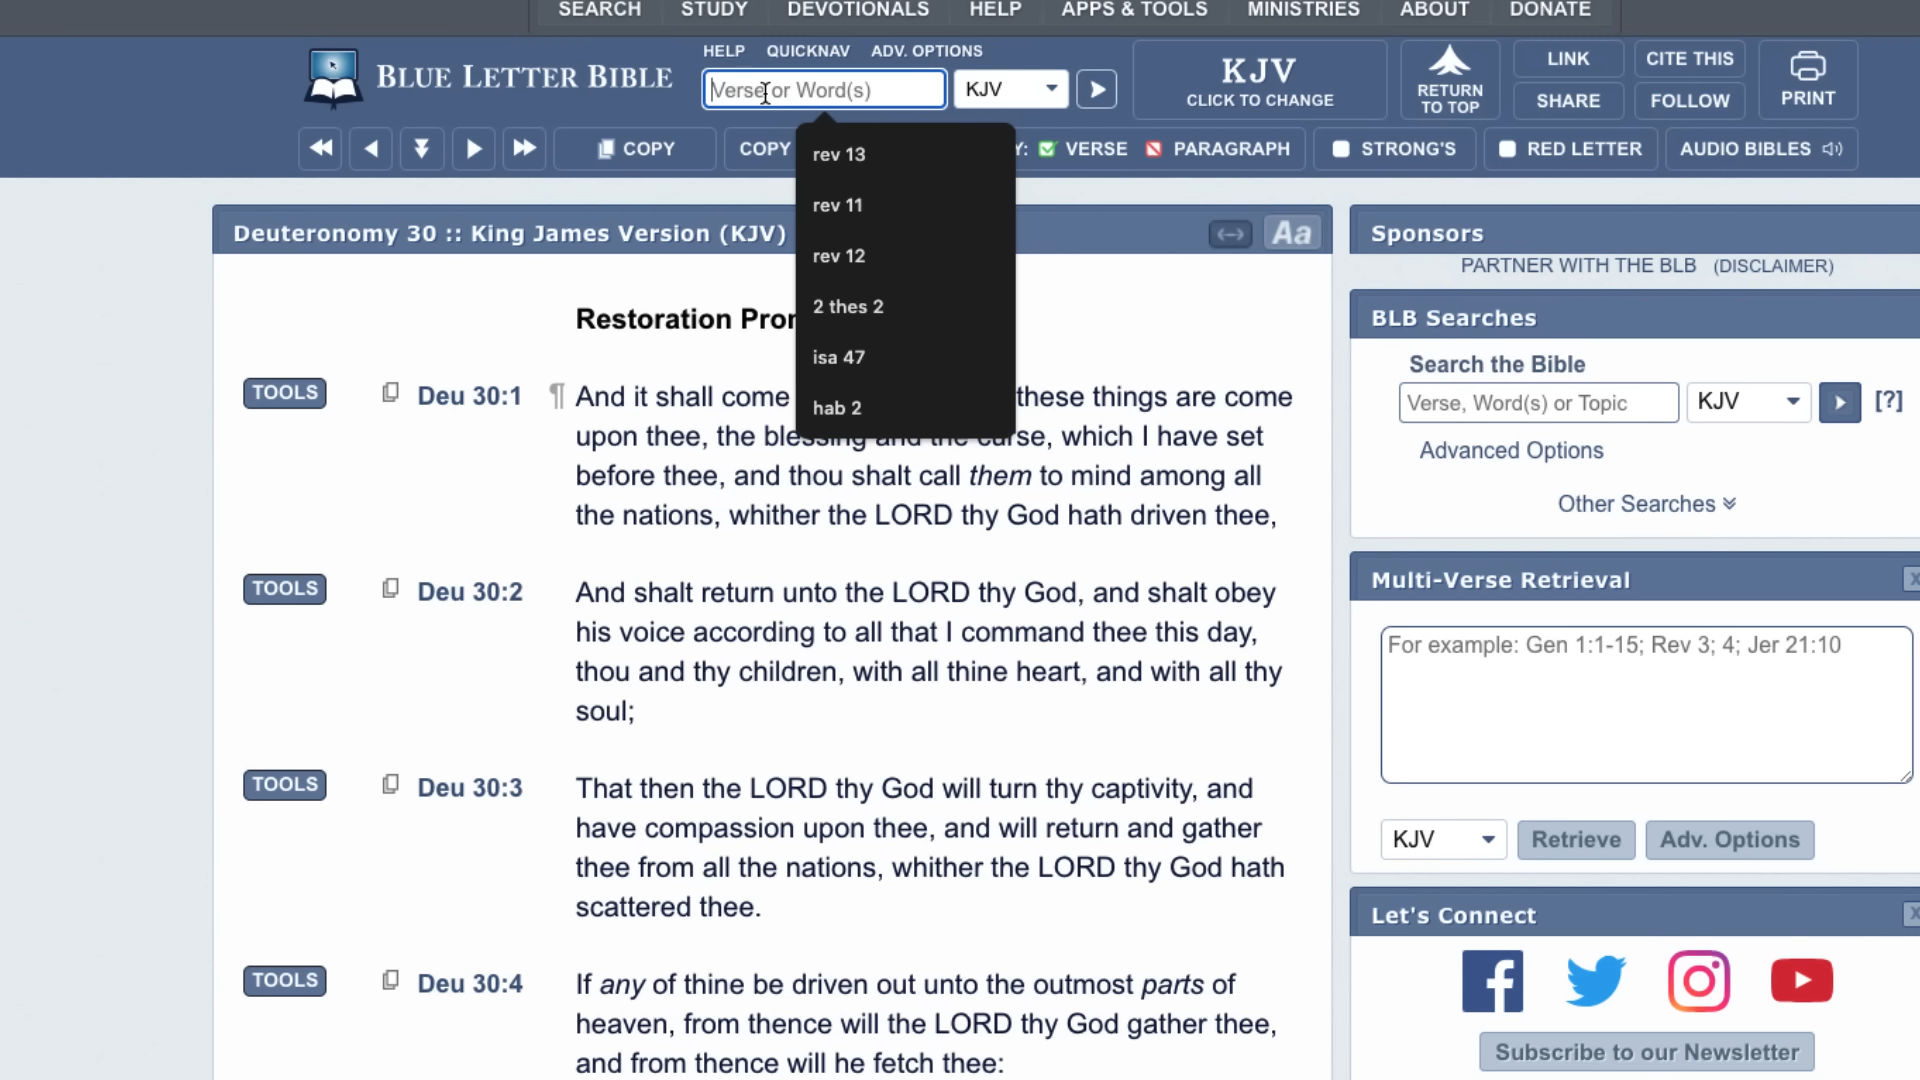 SEARCH STUDY DEVOTIONALS HELP APPS & TOOLS MINISTRIES ABOUT DONATE
BLUE LETTER BIBLE
HELP QUICKNAV ADV. OPTIONS
Verse or Word(s)
KJV
KJV
CLICK TO CHANGE
RETURN
TO TOP
LINK
CITE THIS
SHARE
FOLLOW
PRINT
COPY
COPY
Y: VERSE PARAGRAPH
STRONG'S
RED LETTER
AUDIO BIBLES
rev 13
rev 11
rev 12
2 thes 2
isa 47
hab 2
Deuteronomy 30 :: King James Version (KJV)
Aa
Restoration
TOOLS Deu 30:1 ¶ And it shall come these things are come
upon thee, the blessing and the curse, which I have set
before thee, and thou shalt call them to mind among all
the nations, whither the LORD thy God hath driven thee,
TOOLS Deu 30:2 And shalt return unto the LORD thy God, and shalt obey
his voice according to all that I command thee this day,
thou and thy children, with all thine heart, and with all thy
soul;
TOOLS Deu 30:3 That then the LORD thy God will turn thy captivity, and
have compassion upon thee, and will return and gather
thee from all the nations, whither the LORD thy God hath
scattered thee.
TOOLS Deu 30:4 If any of thine be driven out unto the outmost parts of
heaven, from thence will the LORD thy God gather thee,
and from thence will he fetch thee:
Sponsors
PARTNER WITH THE BLB (DISCLAIMER)
BLB Searches
Search the Bible
Verse, Word(s) or Topic
KJV
[?]
Advanced Options
Other Searches
Multi-Verse Retrieval
For example: Gen 1:1-15; Rev 3; 4; Jer 21:10
KJV
Retrieve
Adv. Options
Let's Connect
Subscribe to our Newsletter